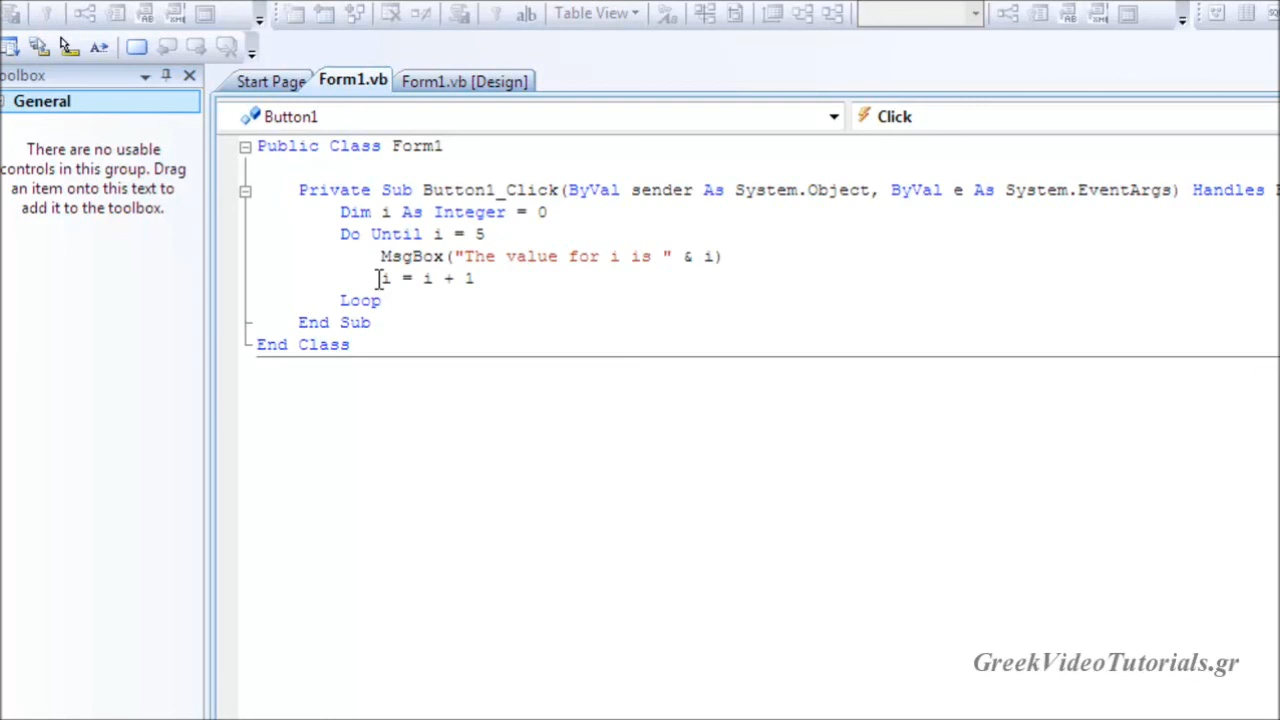 ab Table View
oolbox
General
There are no usable
controls in this group. Drag
an item onto this text to
add it to the toolbox.
Start Page Form1.vb Form1.vb [Design]
Button1 Click
Public Class Form1
Private Sub Button1_Click(ByVal sender As System.Object, ByVal e As System.EventArgs) Handles
Dim i As Integer = 0
Do Until i = 5
MsgBox("The value for i is " & i)
i = i + 1
Loop
End Sub
End Class
GreekVideoTutorials.gr